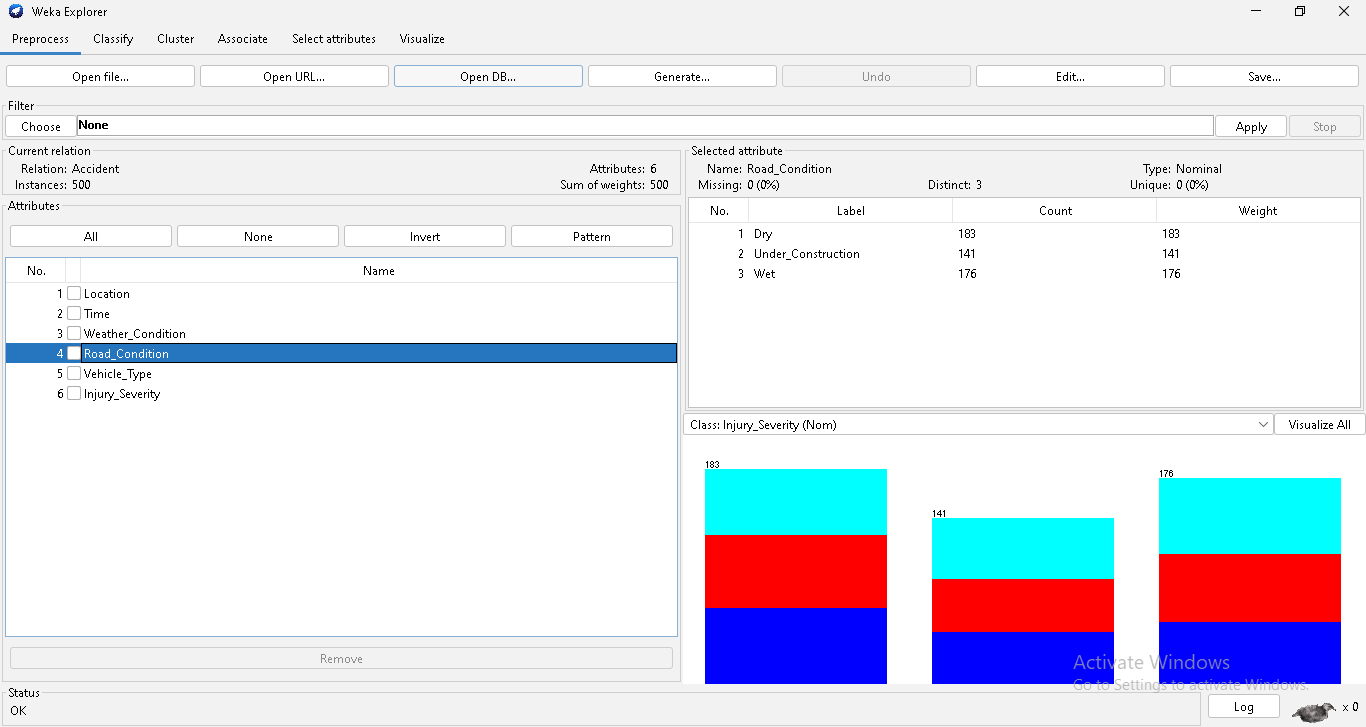 Weka Explorer
Preprocess Classify Cluster Associate Select attributes Visualize
Open file... Open URL... Open DB... Generate... Undo Edit... Save...
Filter
Choose None Apply Stop
Current relation
Relation: Accident Attributes: 6
Instances: 500 Sum of weights: 500
Attributes
All None Invert Pattern
No. Name
1 Location
2 Time
3 Weather_Condition
4 Road_Condition
5 Vehicle_Type
6 Injury_Severity
Remove
Selected attribute
Name: Road_Condition Type: Nominal
Missing: 0 (0%) Distinct: 3 Unique: 0 (0%)
No. Label Count Weight
1 Dry 183 183
2 Under_Construction 141 141
3 Wet 176 176
Class: Injury_Severity (Nom) Visualize All
183
141
176
Activate Windows
Go to Settings to activate Windows.
Status
OK
Log x 0